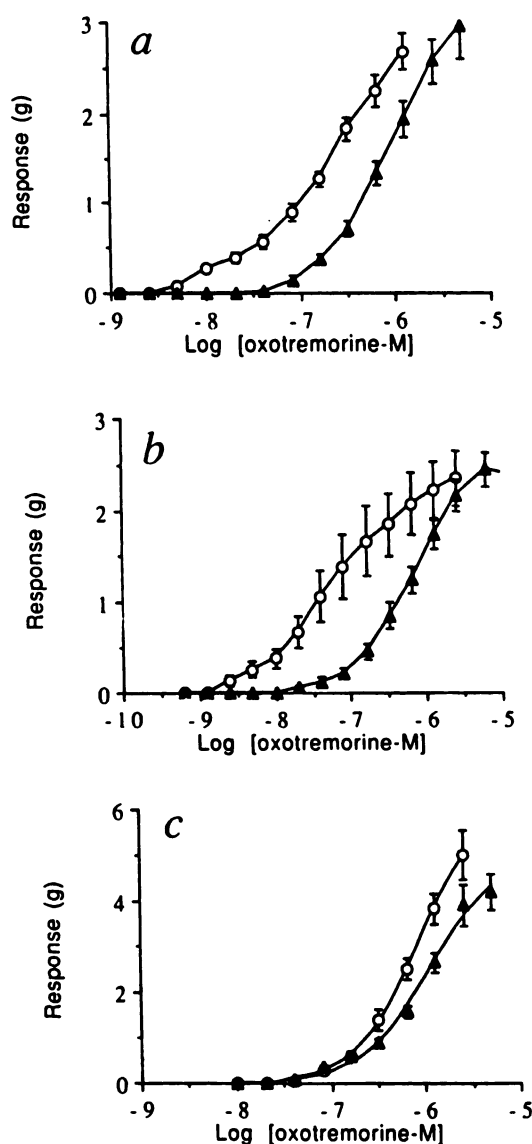 a
Response (g)
3
2
1
0
-9 -8 -7 -6 -5
Log [oxotremorine-M]
b
Response (g)
3
2
1
0
-10 -9 -8 -7 -6 -5
Log [oxotremorine-M]
c
Response (g)
6
4
2
0
-9 -8 -7 -6 -5
Log [oxotremorine-M]